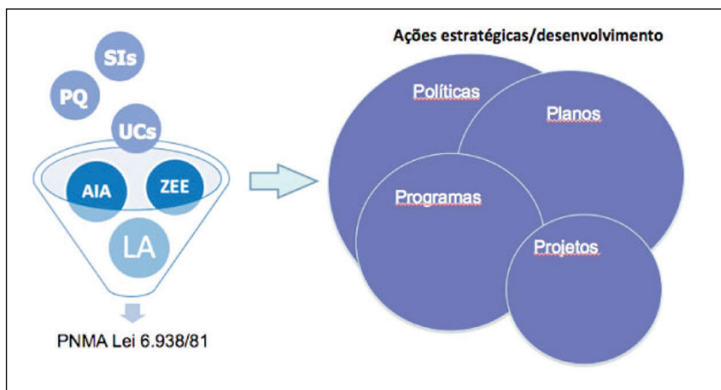 Ações estratégicas/desenvolvimento
SIs
PQ
UCs
AIA
ZEE
LA
PNMA Lei 6.938/81
Políticas
Planos
Programas
Projetos